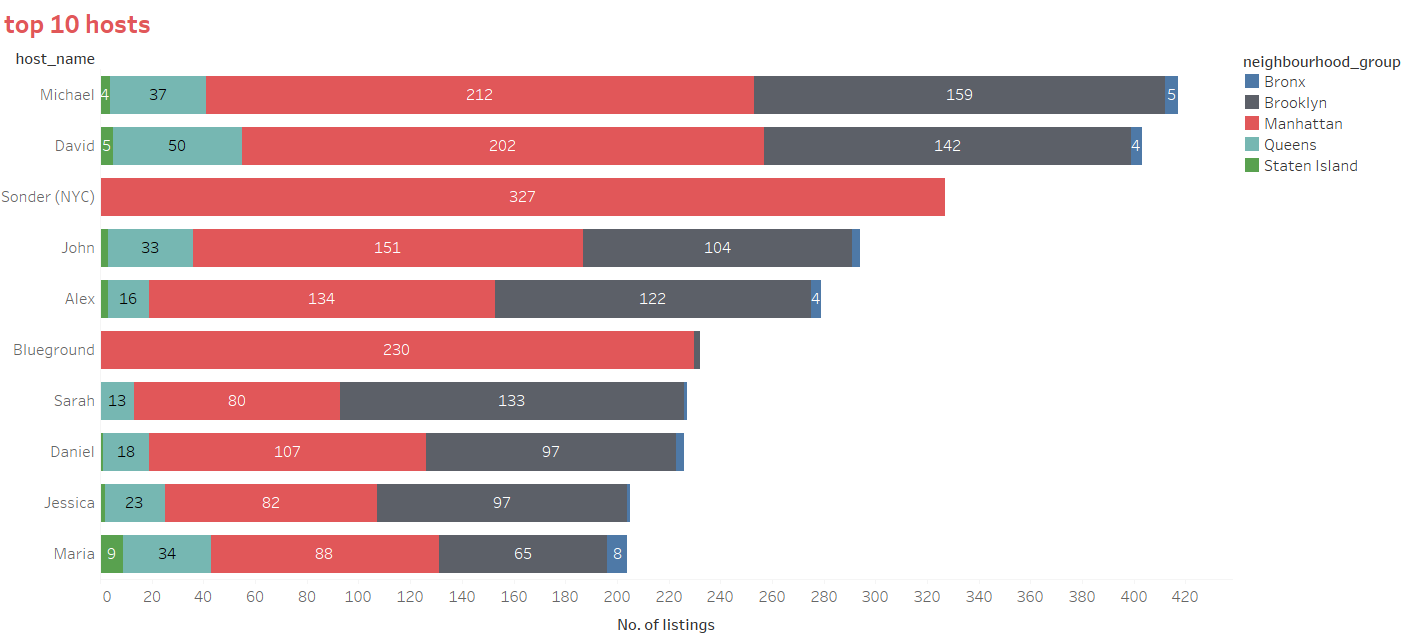 top 10 hosts
host_name
Michael 4 37 212 159 5
David 5 50 202 142 4
Sonder (NYC) 327
John 33 151 104
Alex 16 134 122 4
Blueground 230
Sarah 13 80 133
Daniel 18 107 97
Jessica 23 82 97
Maria 9 34 88 65 8
0 20 40 60 80 100 120 140 160 180 200 220 240 260 280 300 320 340 360 380 400 420
No. of listings
neighbourhood_group
Bronx
Brooklyn
Manhattan
Queens
Staten Island